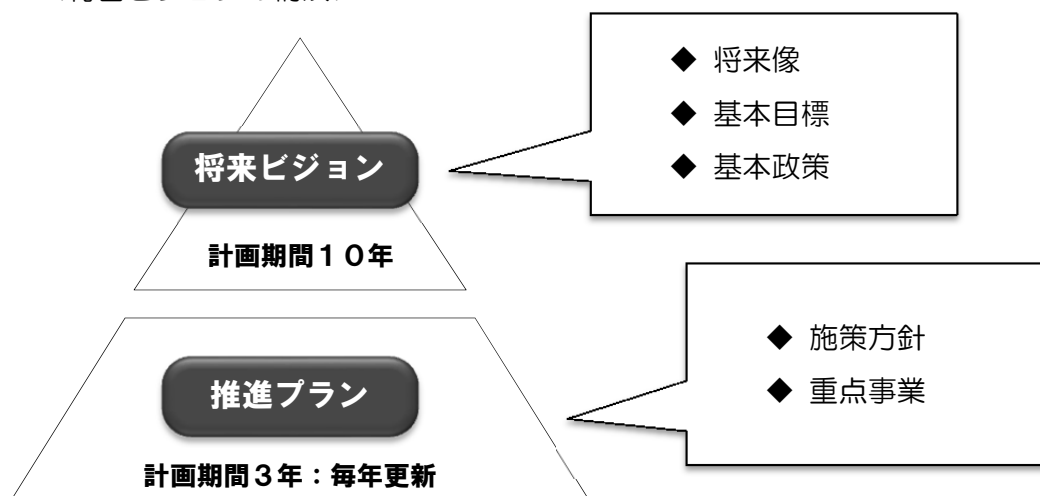 ◆ 将来像
◆ 基本目標
◆ 基本政策
将来ビジョン
計画期間１０年
◆ 施策方針
◆ 重点事業
推進プラン
計画期間３年：毎年更新